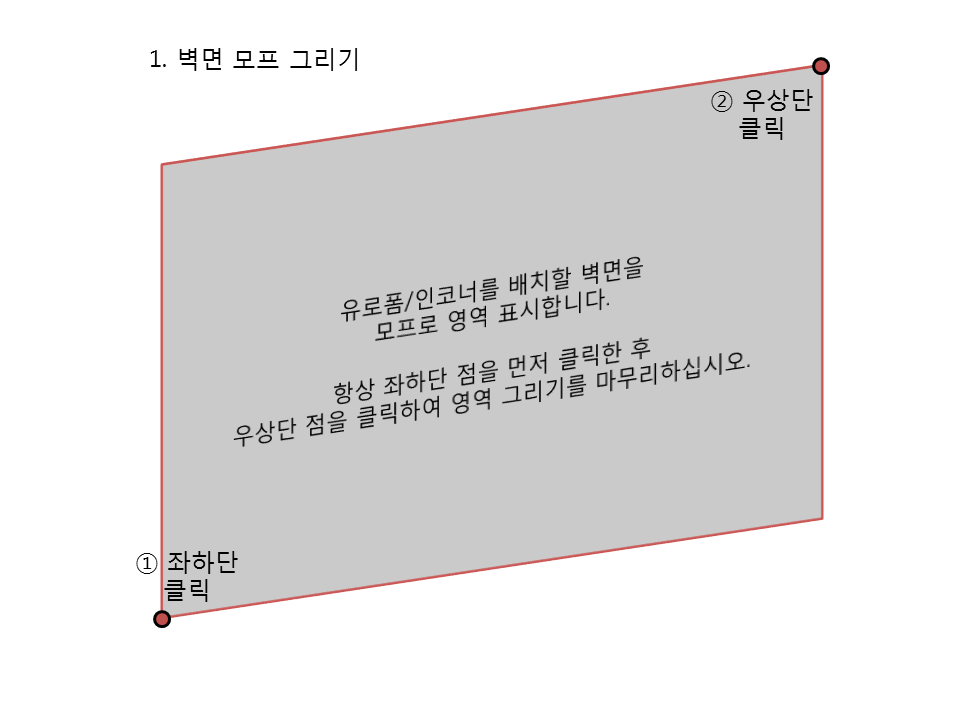 1. 벽면 모프 그리기
② 우상단
클릭
유로폼/인코너를 배치할 벽면을
모프로 영역 표시합니다.
항상 좌하단 점을 먼저 클릭한 후
우상단 점을 클릭하여 영역 그리기를 마무리하십시오.
① 좌하단
클릭